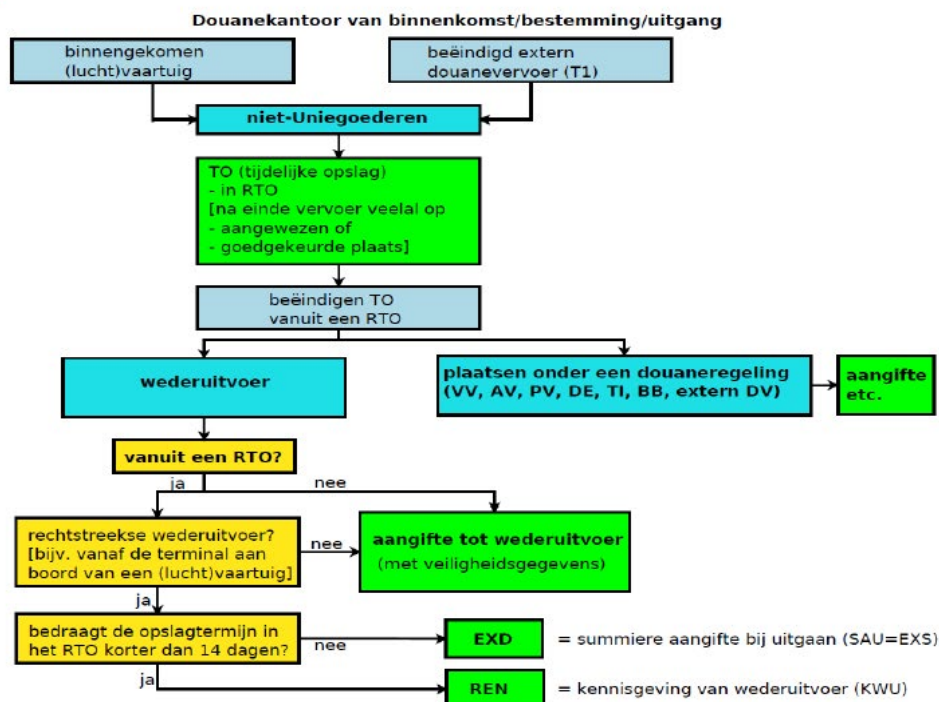 Douanekantoor van binnenkomst/bestemming/uitgang
binnengekomen
(lucht)vaartuig
beëindigd extern
douanevervoer (T1)
niet-Uniegoederen
TO (tijdelijke opslag)
- in RTO
[na einde vervoer veelal op
- aangewezen of
- goedgekeurde plaats]
beëindigen TO
vanuit een RTO
wederuitvoer
plaatsen onder een douaneregeling
(VV, AV, PV, DE, TI, BB, extern DV)
aangifte
etc.
vanuit een RTO?
ja
nee
rechtstreekse wederuitvoer?
[bijv. vanaf de terminal aan
boord van een (lucht)vaartuig]
nee
aangifte tot wederuitvoer
(met veiligheidsgegevens)
ja
bedraagt de opslagtermijn in
het RTO korter dan 14 dagen?
nee
EXD
= summiere aangifte bij uitgaan (SAU=EXS)
ja
REN
= kennisgeving van wederuitvoer (KWU)